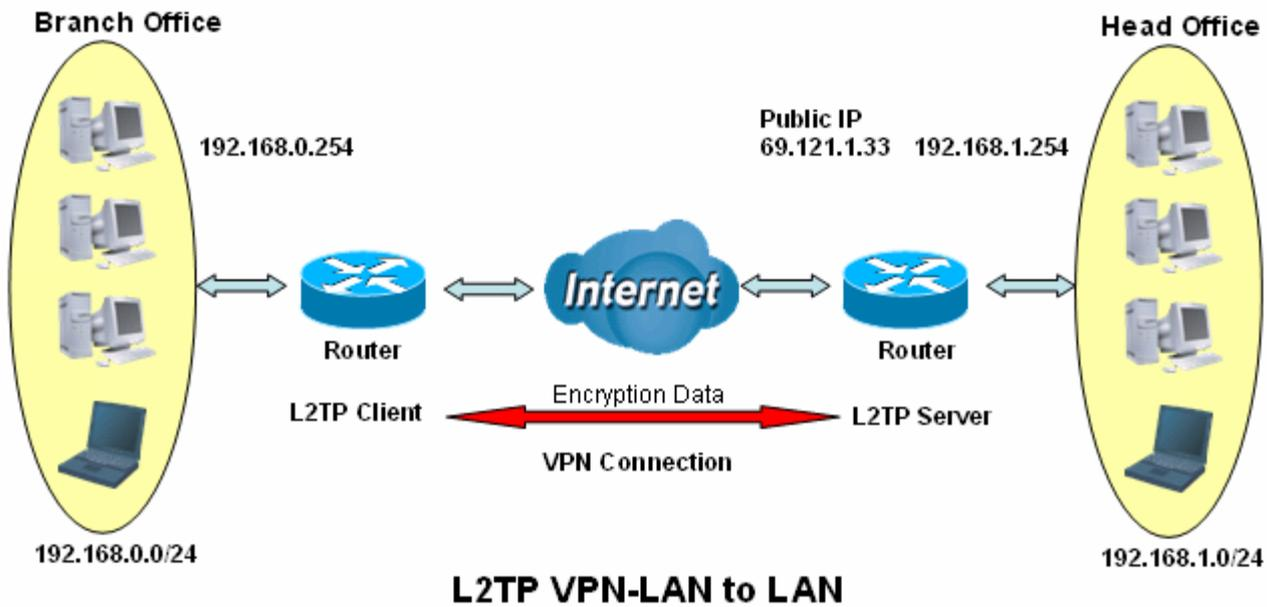 Branch Office
Head Office
192.168.0.254
Public IP
69.121.1.33
192.168.1.254
Internet
Router
Router
L2TP Client
Encryption Data
L2TP Server
VPN Connection
192.168.0.0/24
192.168.1.0/24
L2TP VPN-LAN to LAN